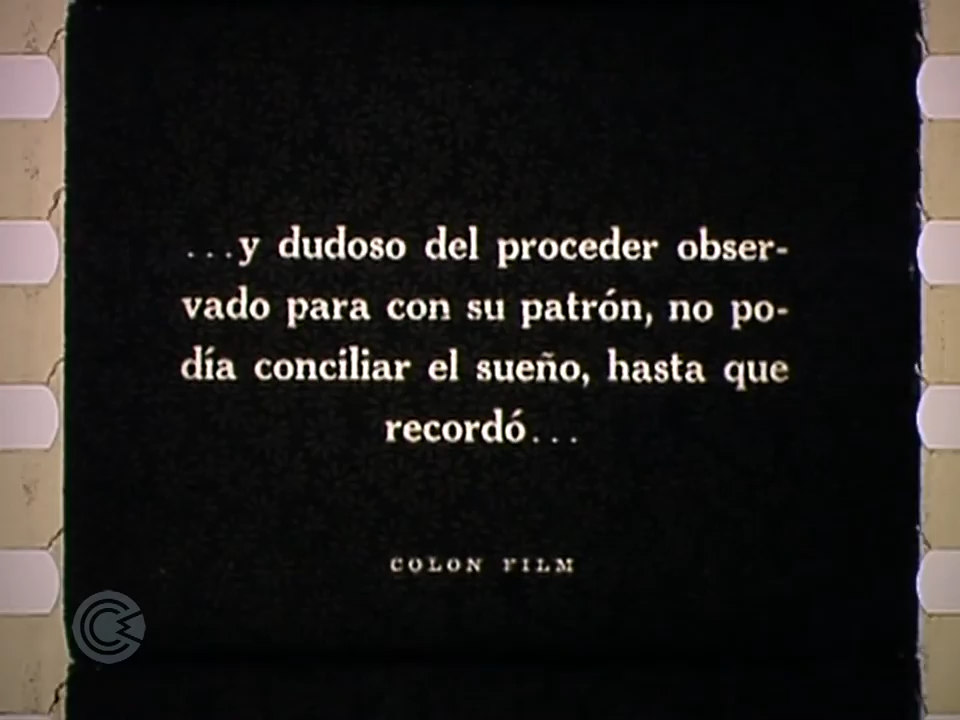 ...y dudoso del proceder obser-
vado para con su patrón, no po-
día conciliar el sueño, hasta que
recordó...
COLON FILM